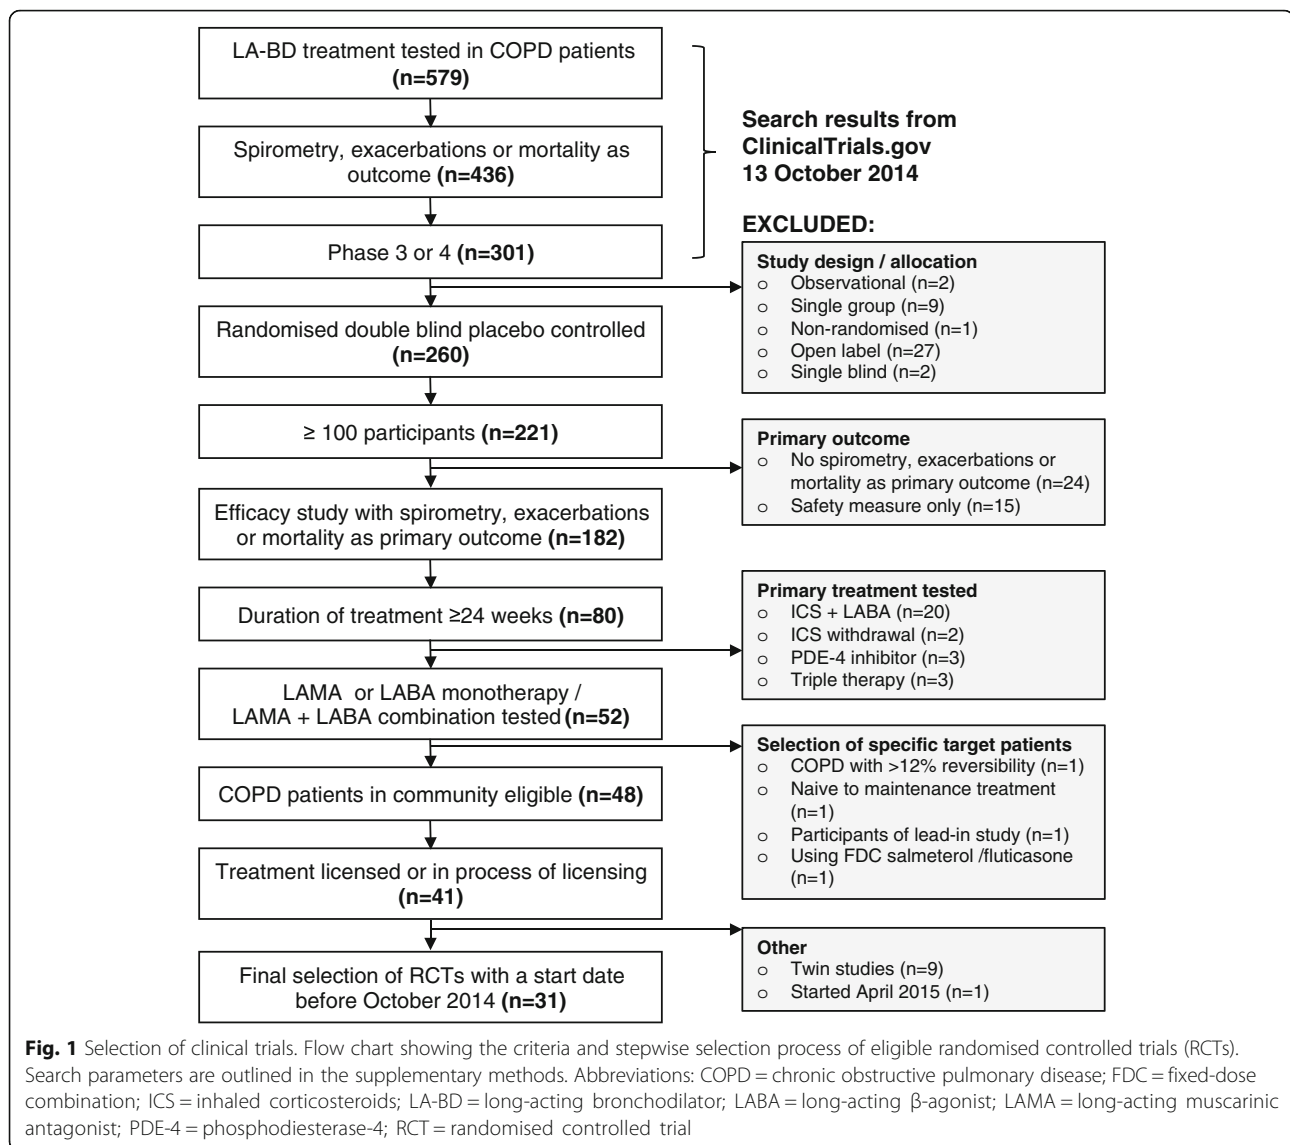 LA-BD treatment tested in COPD patients
(n=579)
Spirometry, exacerbations or mortality as
outcome (n=436)
Phase 3 or 4 (n=301)
Search results from
ClinicalTrials.gov
13 October 2014
EXCLUDED:
Study design / allocation
o Observational (n=2)
o Single group (n=9)
o Non-randomised (n=1)
o Open label (n=27)
o Single blind (n=2)
Randomised double blind placebo controlled
(n=260)
≥ 100 participants (n=221)
Primary outcome
o No spirometry, exacerbations or
mortality as primary outcome (n=24)
o Safety measure only (n=15)
Efficacy study with spirometry, exacerbations
or mortality as primary outcome (n=182)
Duration of treatment ≥24 weeks (n=80)
Primary treatment tested
o ICS + LABA (n=20)
o ICS withdrawal (n=2)
o PDE-4 inhibitor (n=3)
o Triple therapy (n=3)
LAMA or LABA monotherapy /
LAMA + LABA combination tested (n=52)
Selection of specific target patients
o COPD with >12% reversibility (n=1)
o Naive to maintenance treatment
(n=1)
o Participants of lead-in study (n=1)
o Using FDC salmeterol /fluticasone
(n=1)
COPD patients in community eligible (n=48)
Treatment licensed or in process of licensing
(n=41)
Other
o Twin studies (n=9)
o Started April 2015 (n=1)
Final selection of RCTs with a start date
before October 2014 (n=31)
Fig. 1 Selection of clinical trials. Flow chart showing the criteria and stepwise selection process of eligible randomised controlled trials (RCTs).
Search parameters are outlined in the supplementary methods. Abbreviations: COPD = chronic obstructive pulmonary disease; FDC = fixed-dose
combination; ICS = inhaled corticosteroids; LA-BD = long-acting bronchodilator; LABA = long-acting β-agonist; LAMA = long-acting muscarinic
antagonist; PDE-4 = phosphodiesterase-4; RCT = randomised controlled trial